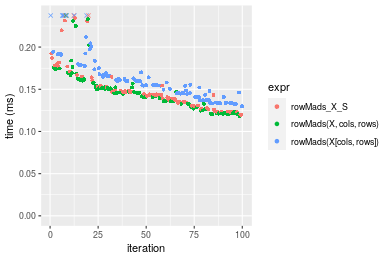 0.20
0.15
0.10
0.05
0.00
time (ms)
0
25
50
75
100
iteration
expr
rowMads_X_S
rowMads(X, cols, rows)
rowMads(X[cols, rows])